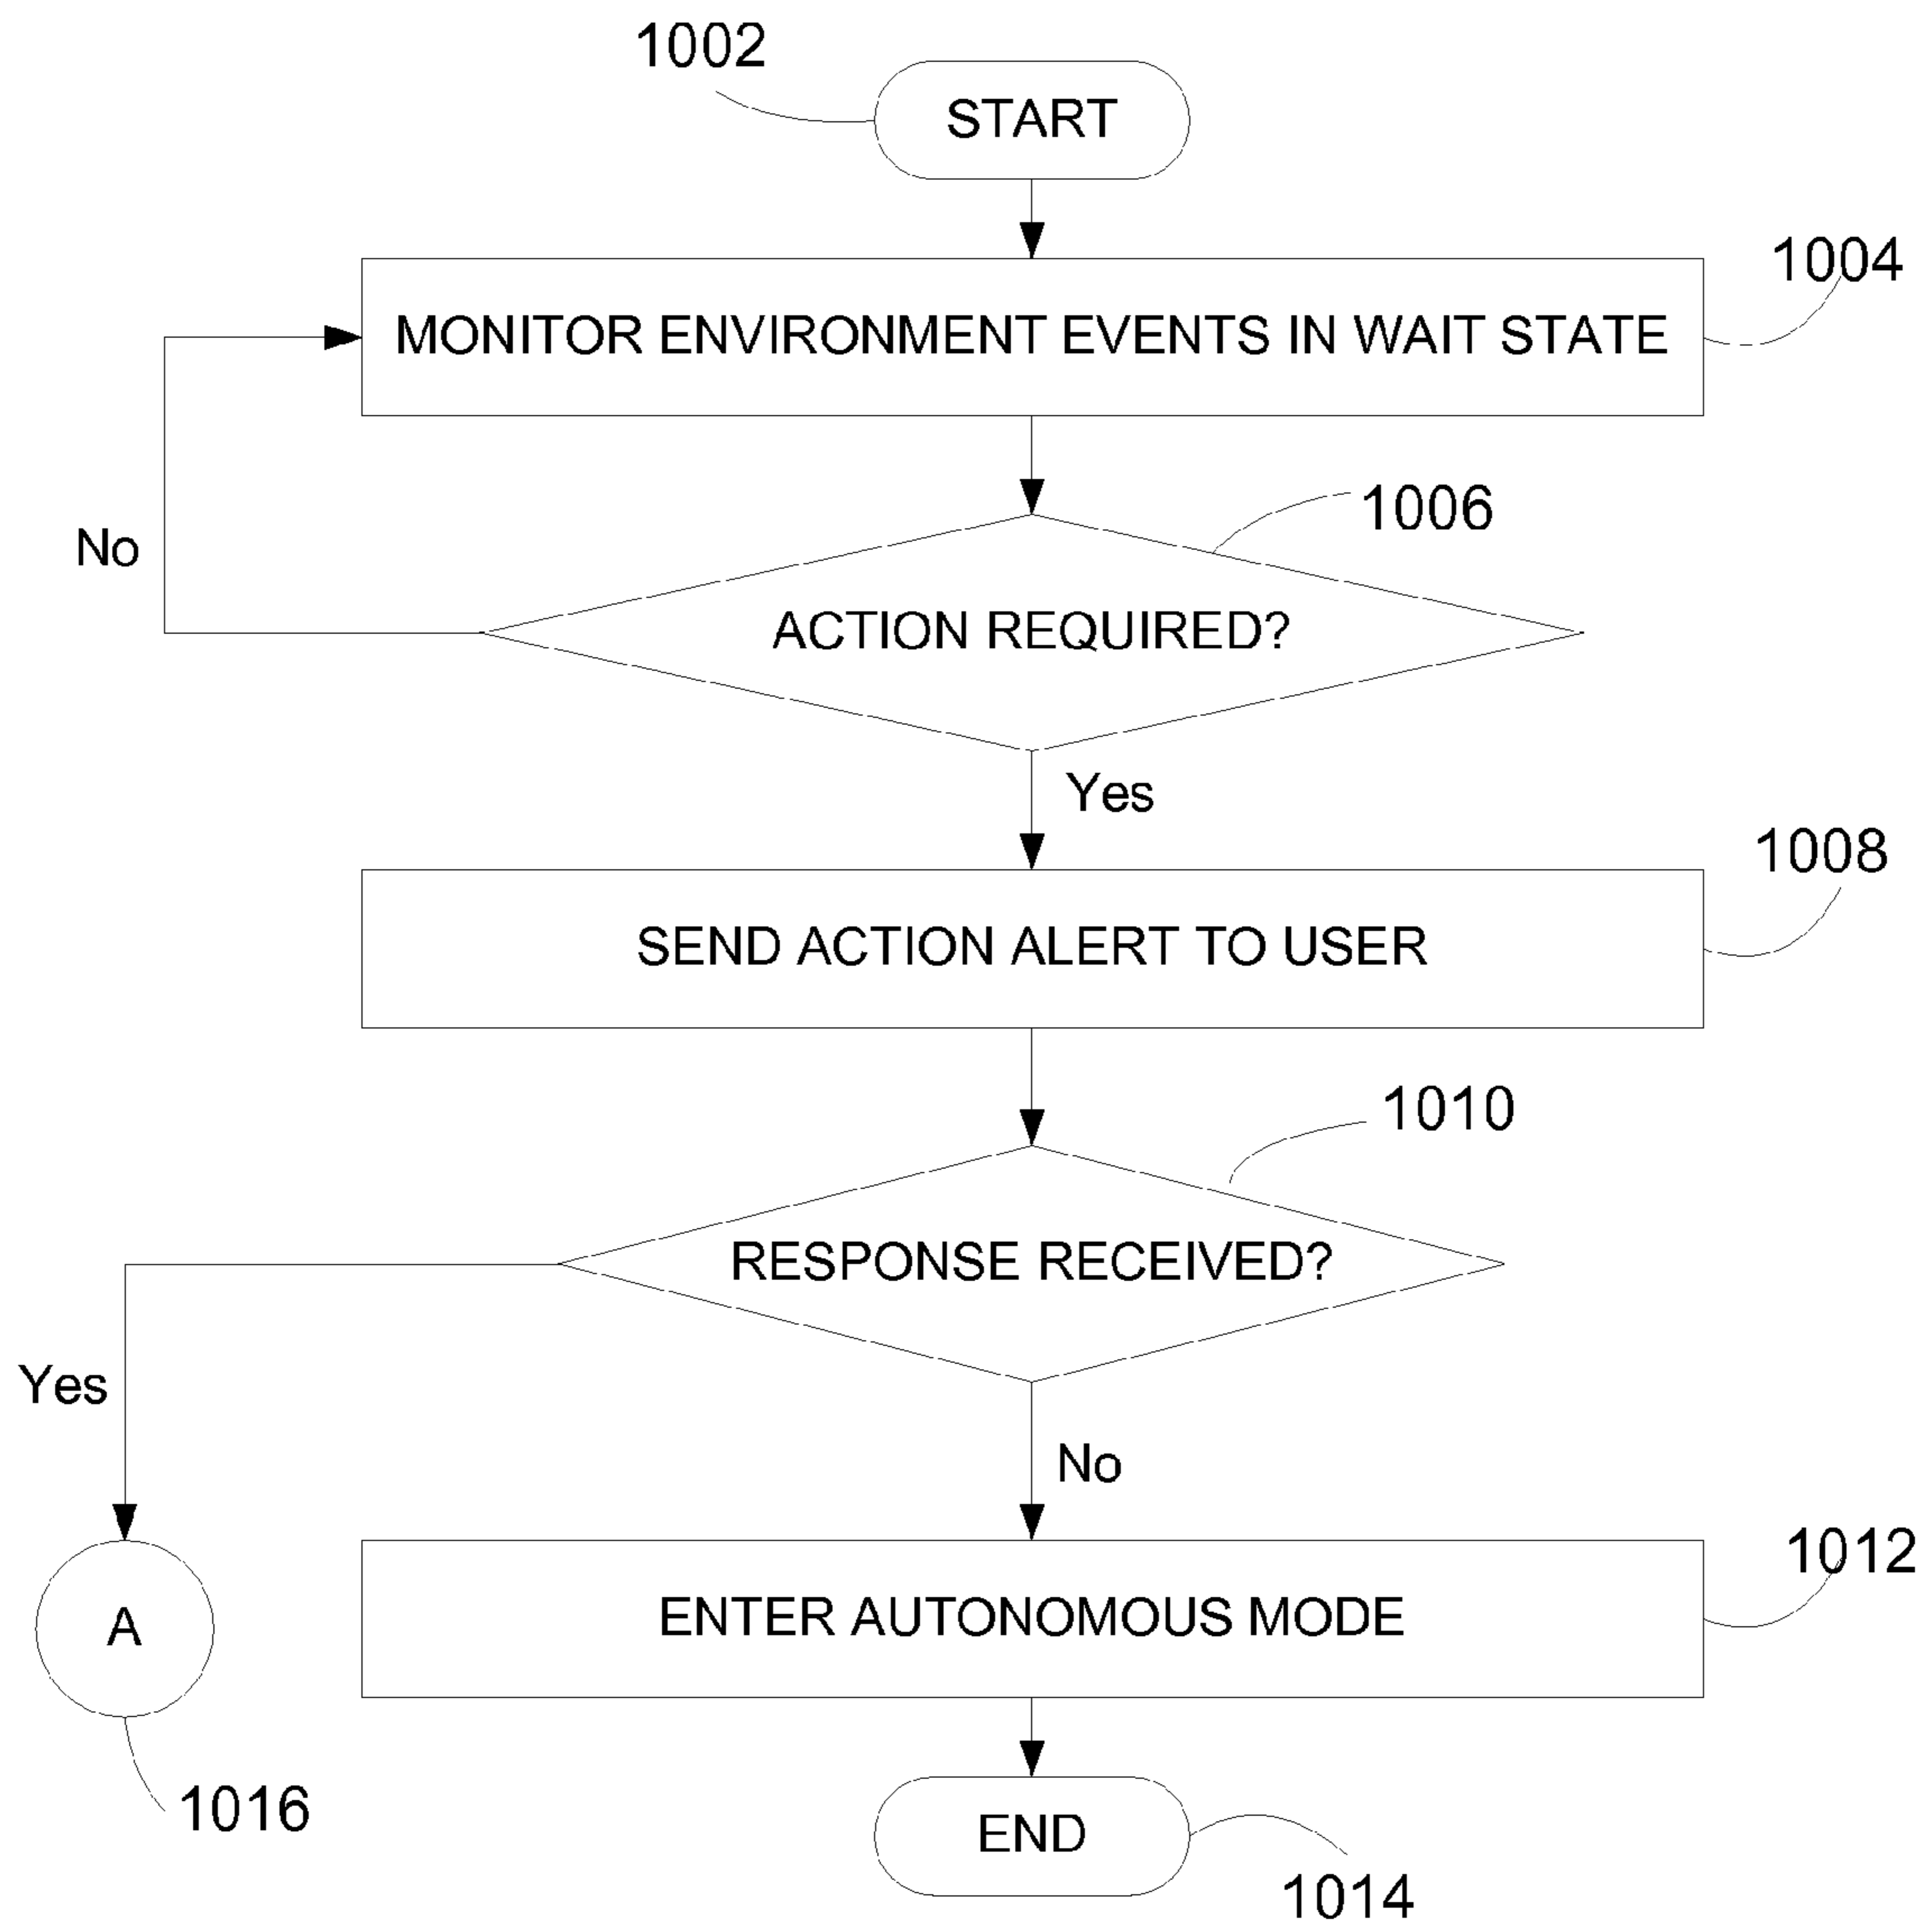 1002
START
1004
MONITOR ENVIRONMENT EVENTS IN WAIT STATE
1006
No
ACTION REQUIRED?
Yes
1008
SEND ACTION ALERT TO USER
1010
RESPONSE RECEIVED?
Yes
No
1012
A
ENTER AUTONOMOUS MODE
1016
END
1014